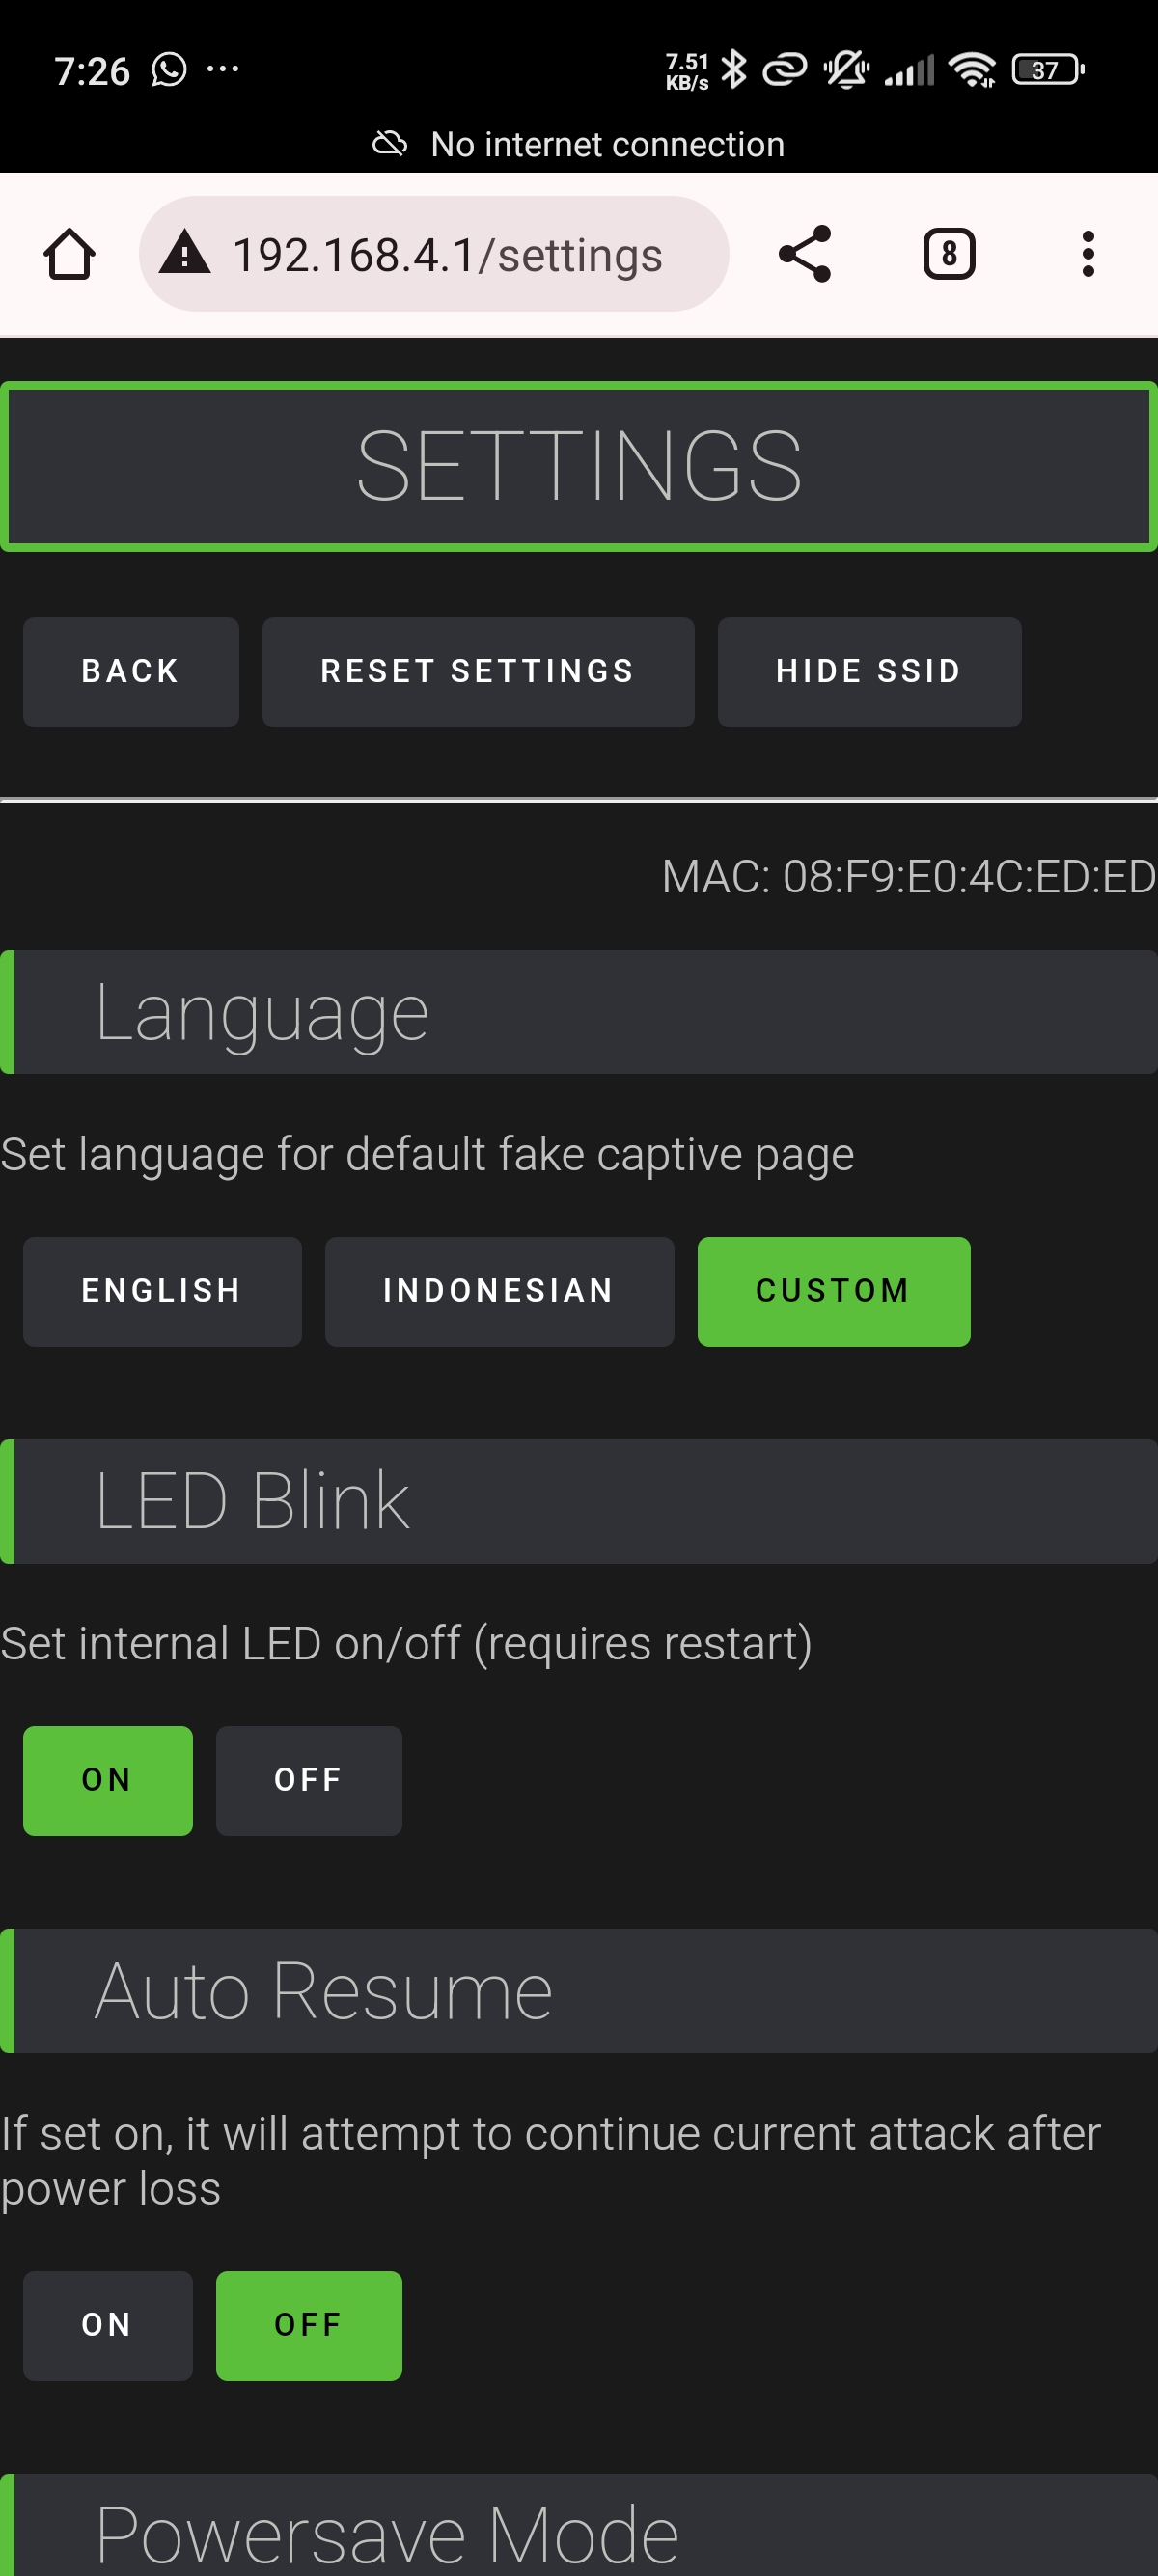 7:26
7.51
KB/s
37
No internet connection
192.168.4.1/settings
8
SETTINGS
BACK RESET SETTINGS HIDE SSID
MAC: 08:F9:E0:4C:ED:ED
Language
Set language for default fake captive page
ENGLISH INDONESIAN CUSTOM
LED Blink
Set internal LED on/off (requires restart)
ON OFF
Auto Resume
If set on, it will attempt to continue current attack after
power loss
ON OFF
Powersave Mode